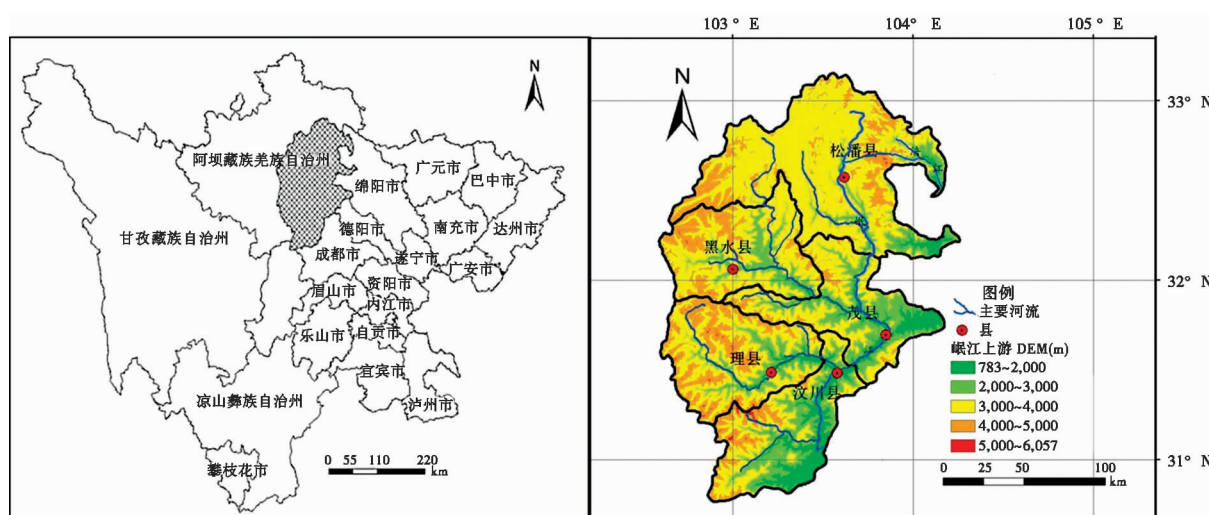 N
阿坝藏族羌族自治州
广元市
巴中市
绵阳市
甘孜藏族自治州
德阳市
南充市
达州市
成都市
遂宁市
广安市
资阳市
眉山市
内江市
乐山市
自贡市
宜宾市
凉山彝族自治州
泸州市
攀枝花市
0 55 110 220
km
103° E
104° E
105° E
N
33° N
松潘县
黑水县
岷
32° N
茂县
江
理县
汶川县
图例
主要河流
县
岷江上游 DEM(m)
783~2,000
2,000~3,000
3,000~4,000
4,000~5,000
5,000~6,057
31° N
0 25 50 100
km